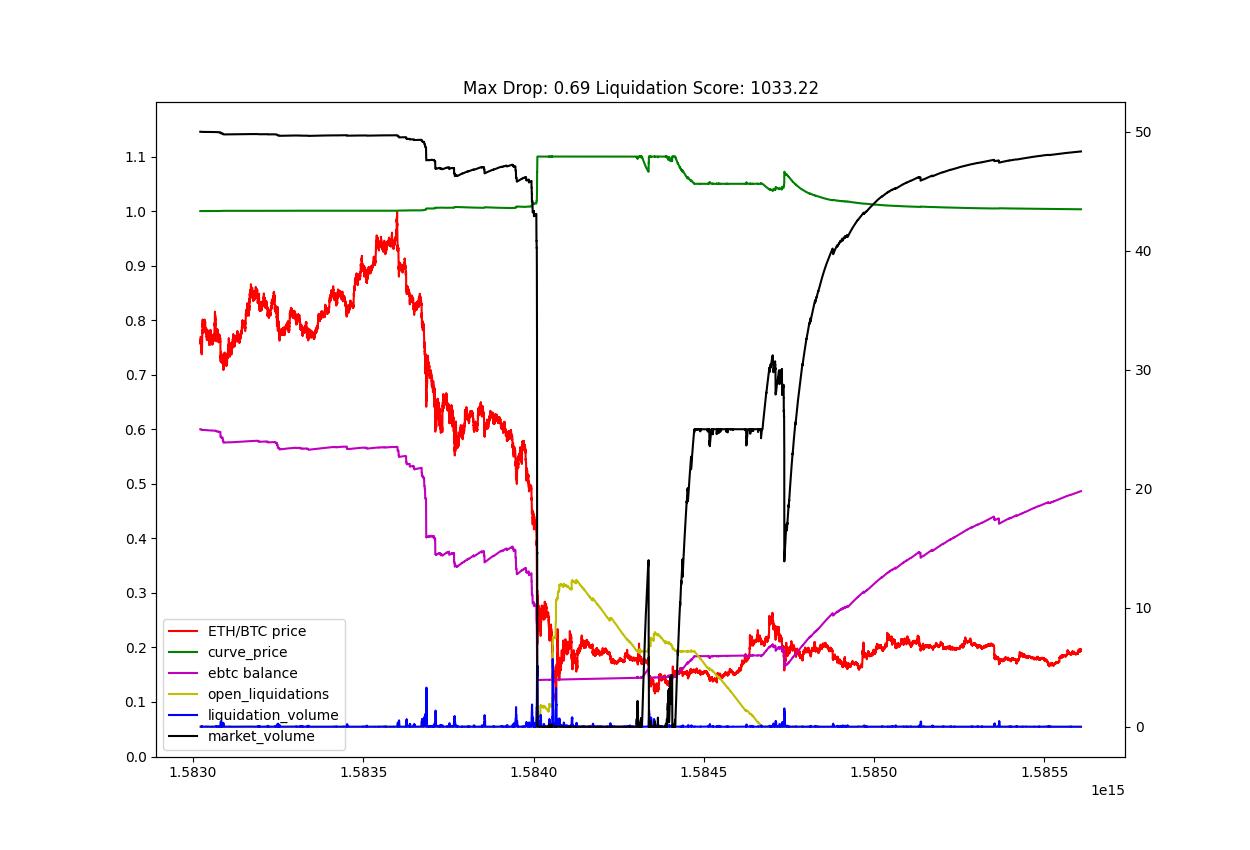 Max Drop: 0.69 Liquidation Score: 1033.22
1.1
1.0
0.9
0.8
0.7
0.6
0.5
0.4
0.3
0.2
0.1
0.0
50
40
30
20
10
0
ETH/BTC price
curve_price
ebtc balance
open_liquidations
liquidation_volume
market_volume
1.5830 1.5835 1.5840 1.5845 1.5850 1.5855
1e15